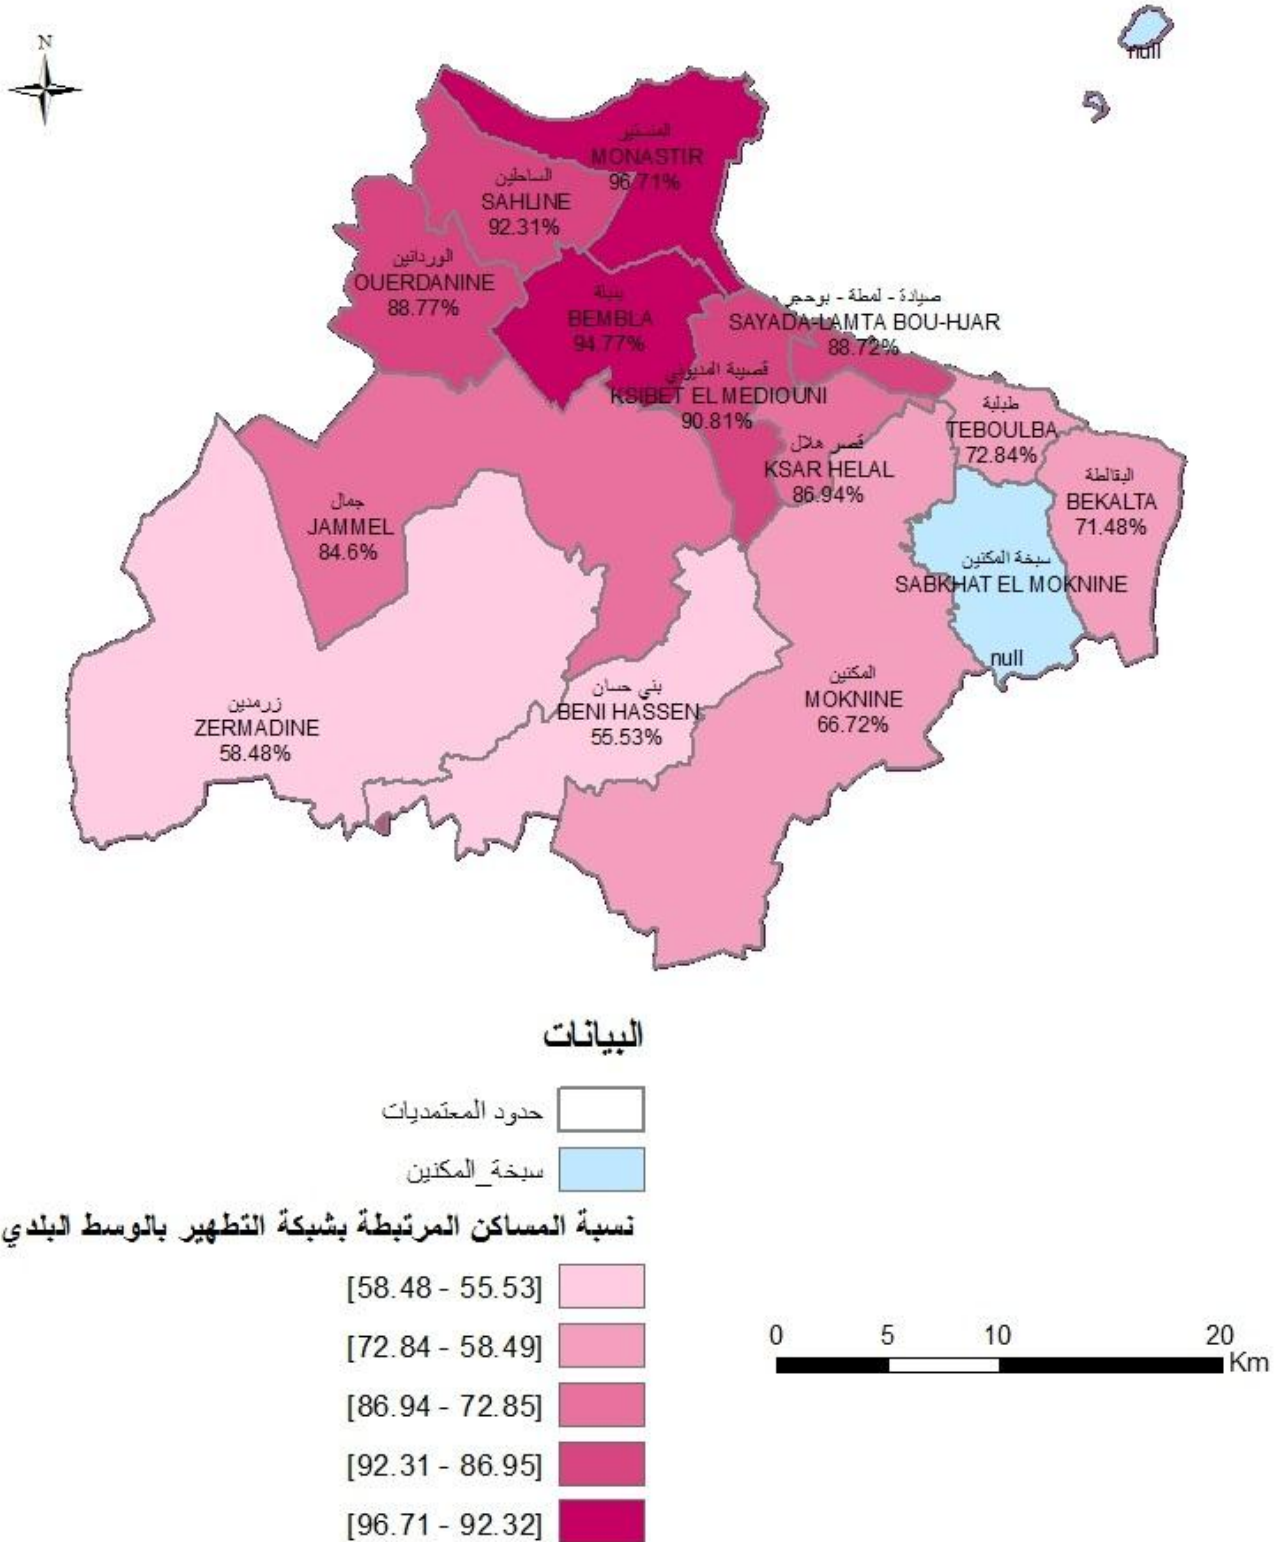 N
null
المنستير
MONASTIR
96.71%
الساحلين
SAHLINE
92.31%
الوردانين
OUERDANINE
88.77%
بنبلة
BEMBLA
94.77%
صيادة - لمطة - بوحجر
SAYADA-LAMTA BOU-HJAR
88.72%
قصيبة المديوني
KSIBET EL MEDIOUNI
90.81%
طبلبة
TEBOULBA
72.84%
قصر هلال
KSAR HELAL
86.94%
البقالطة
BEKALTA
71.48%
جمال
JAMMEL
84.6%
سبخة المكنين
SABKHAT EL MOKNINE
null
المكنين
MOKNINE
66.72%
بني حسان
BENI HASSEN
55.53%
زرمدين
ZERMADINE
58.48%
البيانات
حدود المعتمديات
سبخة_المكنين
نسبة المساكن المرتبطة بشبكة التطهير بالوسط البلدي
[58.48 - 55.53]
[72.84 - 58.49]
[86.94 - 72.85]
[92.31 - 86.95]
[96.71 - 92.32]
0 5 10 20
Km